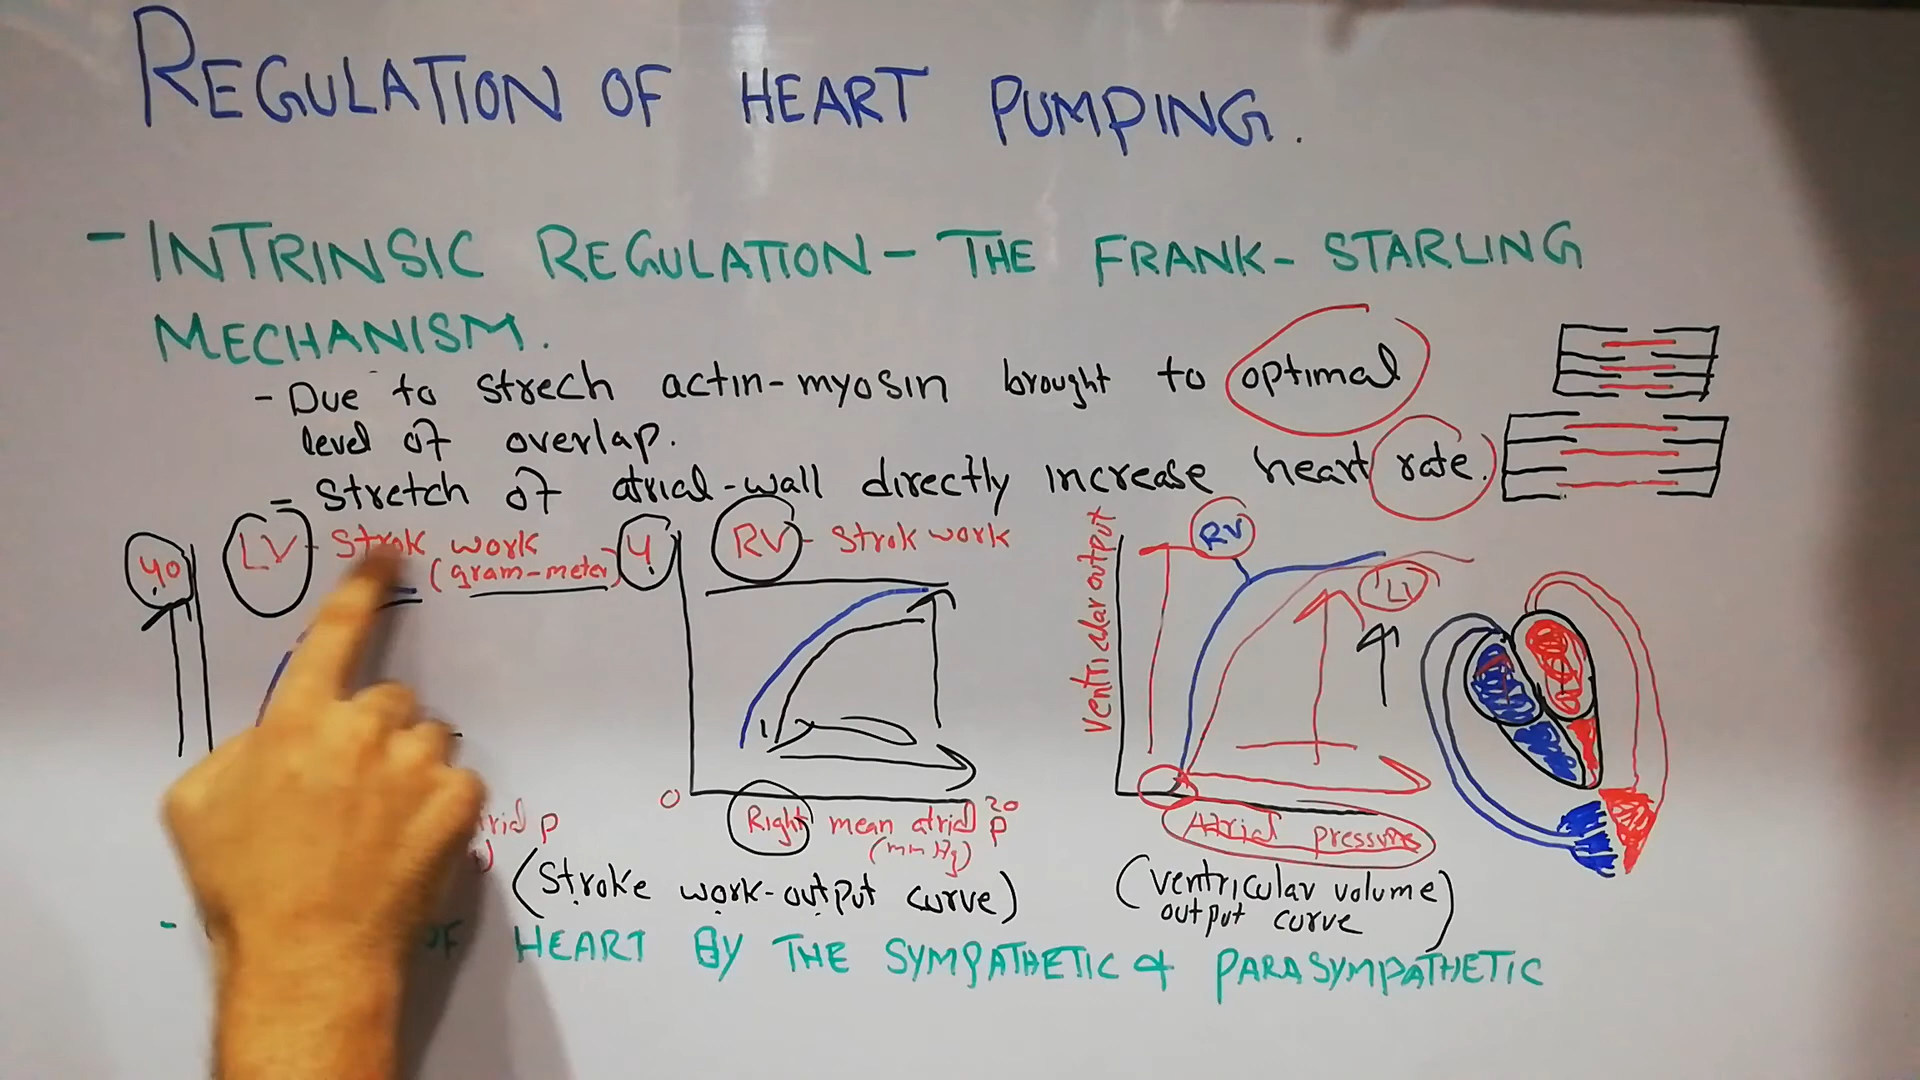 REGULATION OF HEART PUMPING.
- INTRINSIC REGULATION - THE FRANK - STARLING
MECHANISM.
- Due to strech actin-myosin brought to optimal
level of overlap.
- Stretch of atrial-wall directly increase heart rate.
40
LV - Strok work
(gram-meter)
4
RV - Strok work
0
Right mean atrial P
20
(mmHg)
P
(Stroke work-output curve)
Ventricular output
RV
LV
Atrial pressure
(ventricular volume
output curve)
- OF HEART BY THE SYMPATHETIC & PARASYMPATHETIC